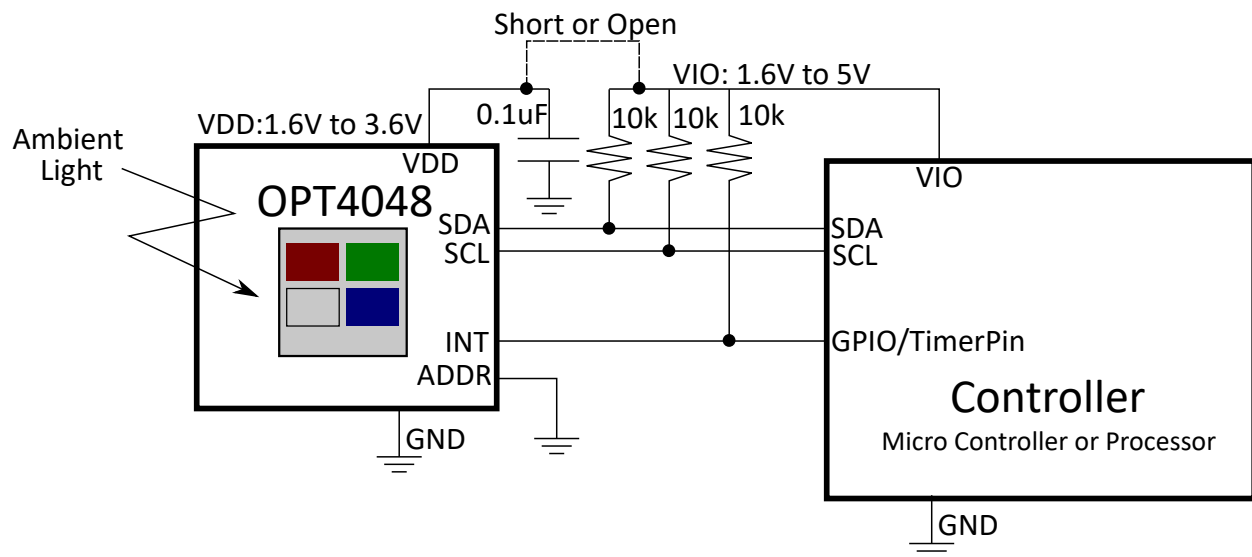 Short or Open
VIO: 1.6V to 5V
0.1uF
10k
10k
10k
VDD:1.6V to 3.6V
Ambient
Light
VDD
VIO
OPT4048
SDA
SCL
SDA
SCL
INT
GPIO/TimerPin
ADDR
Controller
Micro Controller or Processor
GND
GND